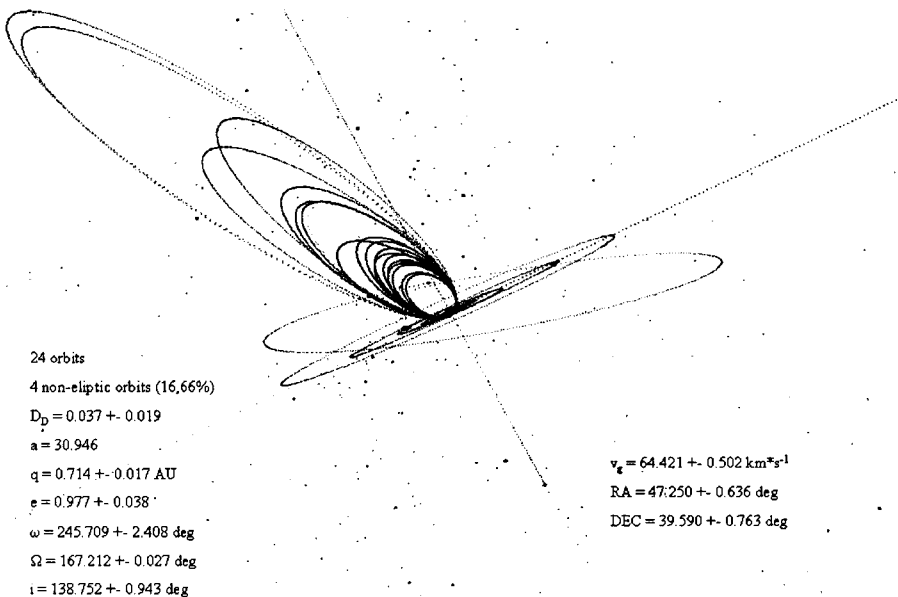 24 orbits
4 non-eliptic orbits (16,66%)
D_D = 0.037 +- 0.019
a = 30.946
q = 0.714 +- 0.017 AU
e = 0.977 +- 0.038
ω = 245.709 +- 2.408 deg
Ω = 167.212 +- 0.027 deg
i = 138.752 +- 0.943 deg
v_g = 64.421 +- 0.502 km*s⁻¹
RA = 47.250 +- 0.636 deg
DEC = 39.590 +- 0.763 deg